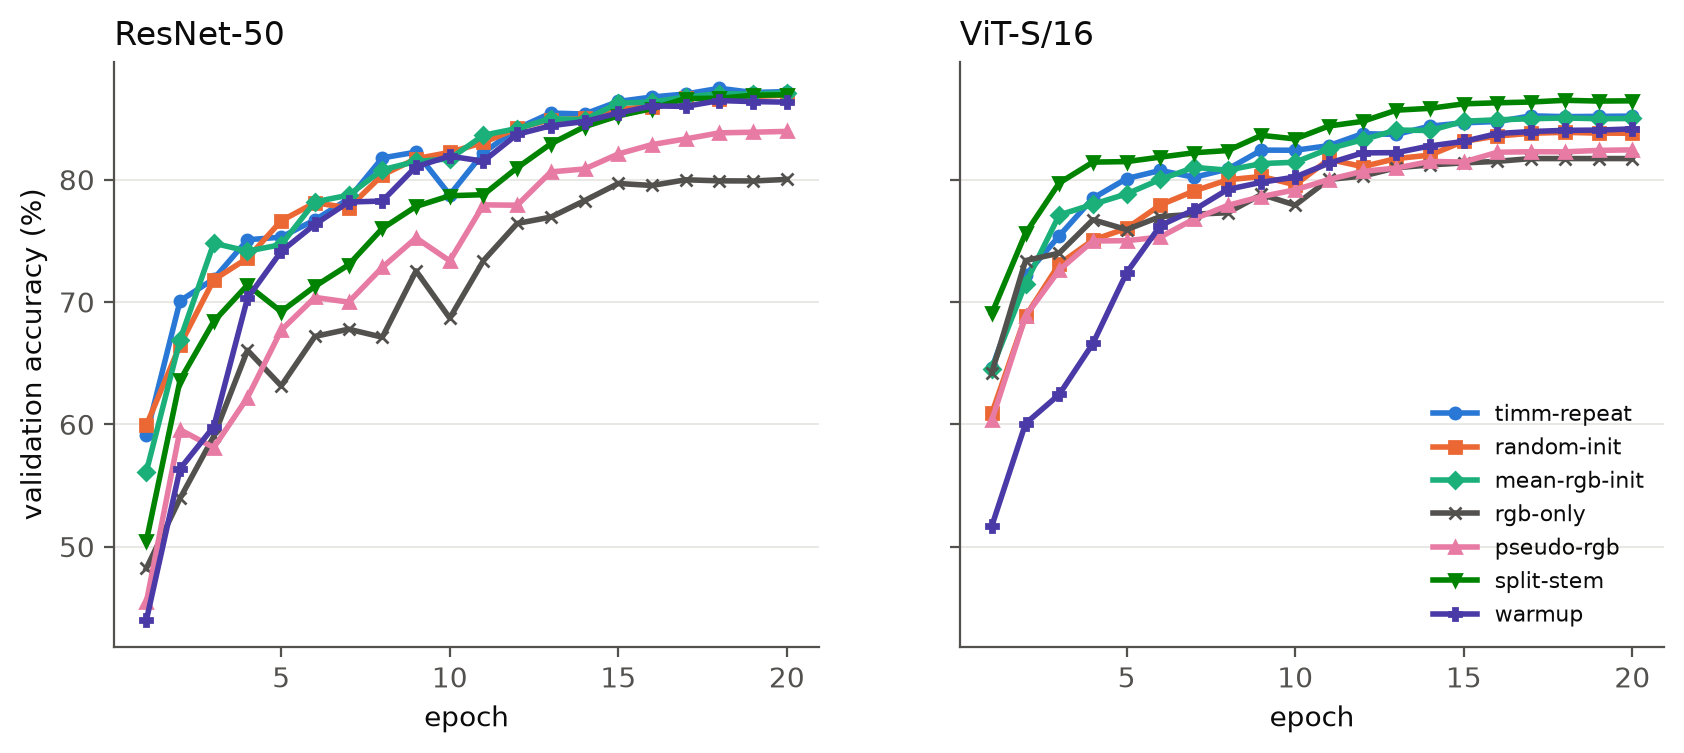 ResNet-50
ViT-S/16
validation accuracy (%)
80
70
60
50
5
10
15
20
epoch
5
10
15
20
epoch
timm-repeat
random-init
mean-rgb-init
rgb-only
pseudo-rgb
split-stem
warmup